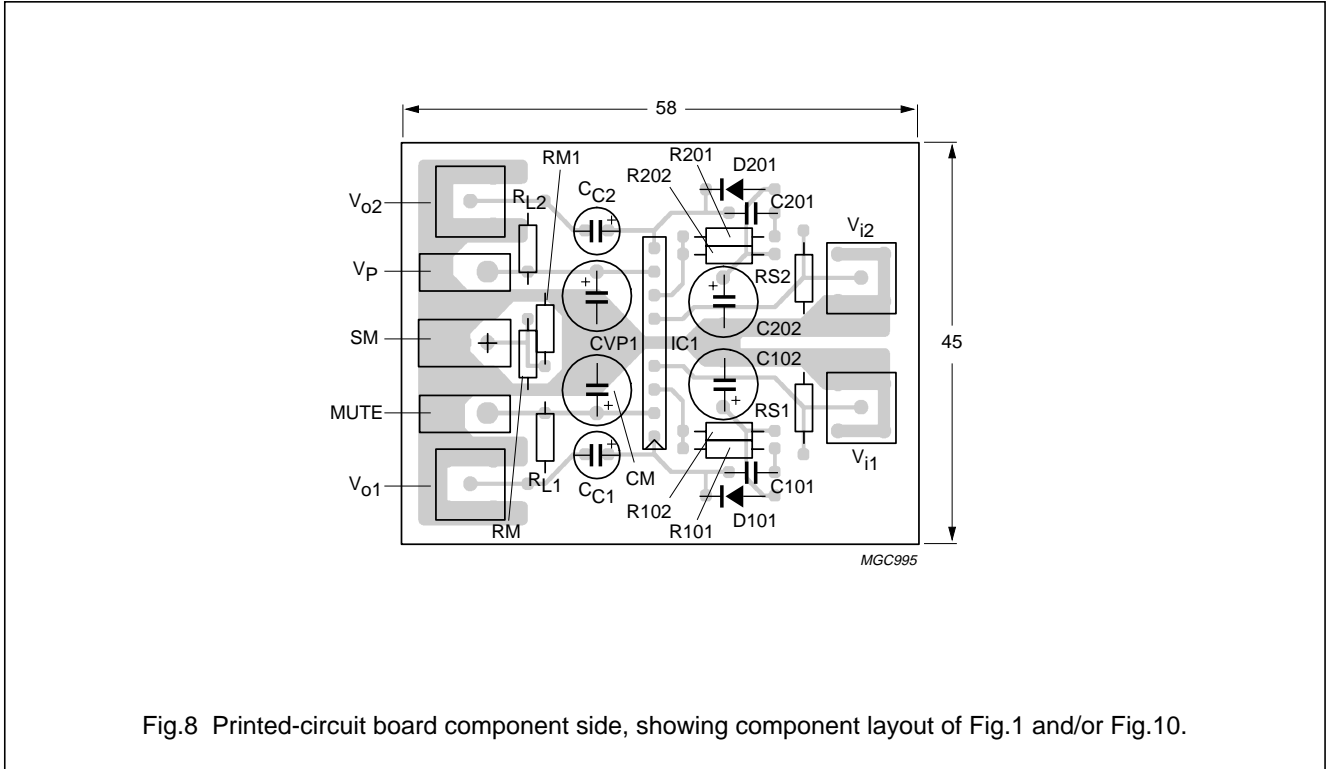 58
RM1
R201
D201
R202
CC2
RL2
C201
Vo2
Vi2
VP
RS2
SM
C202
CVP1
IC1
45
C102
MUTE
RS1
Vi1
RL1
CC1
CM
C101
Vo1
R102
D101
RM
R101
MGC995
Fig.8 Printed-circuit board component side, showing component layout of Fig.1 and/or Fig.10.